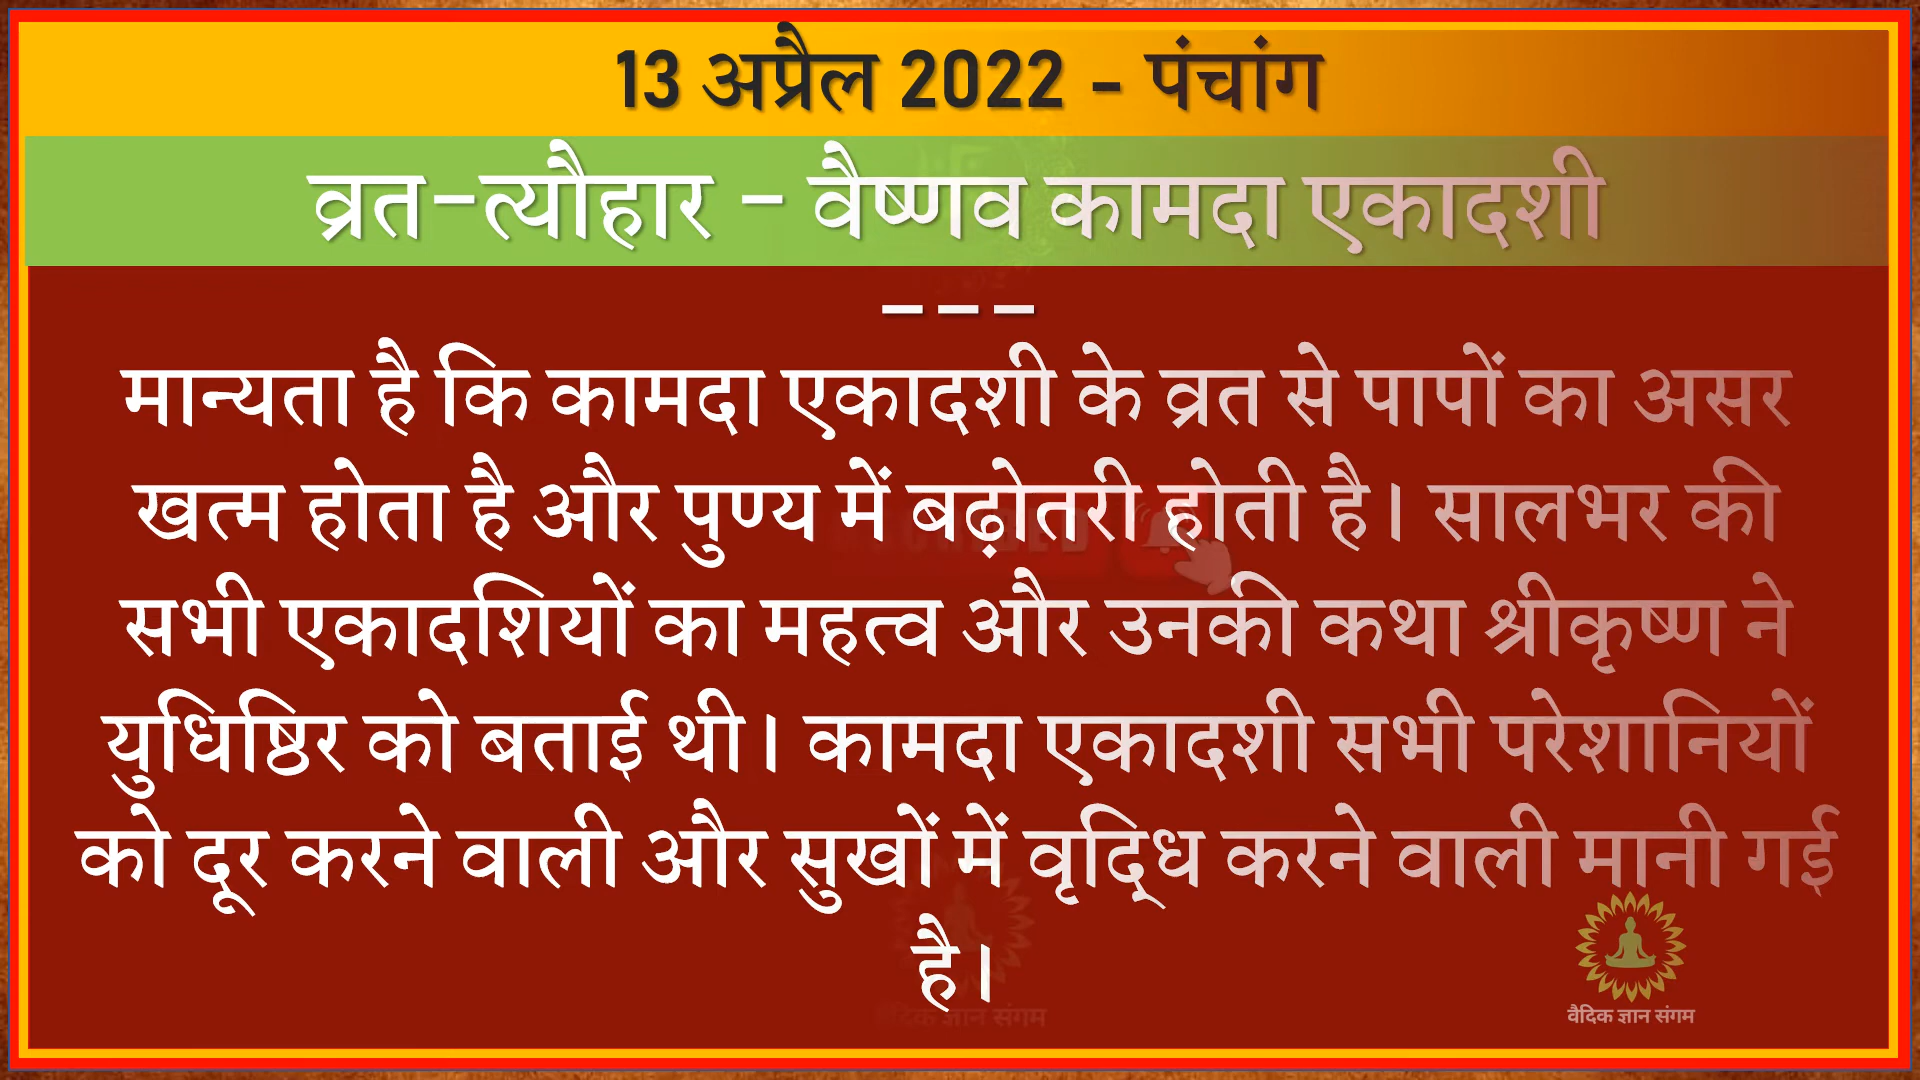 13 अप्रैल 2022 - पंचांग
व्रत-त्यौहार - वैष्णव कामदा एकादशी
---
मान्यता है कि कामदा एकादशी के व्रत से पापों का असर
खत्म होता है और पुण्य में बढ़ोतरी होती है। सालभर की
सभी एकादशियों का महत्व और उनकी कथा श्रीकृष्ण ने
युधिष्ठिर को बताई थी। कामदा एकादशी सभी परेशानियों
को दूर करने वाली और सुखों में वृद्धि करने वाली मानी गई
है।
वैदिक ज्ञान संगम
वैदिक ज्ञान संगम